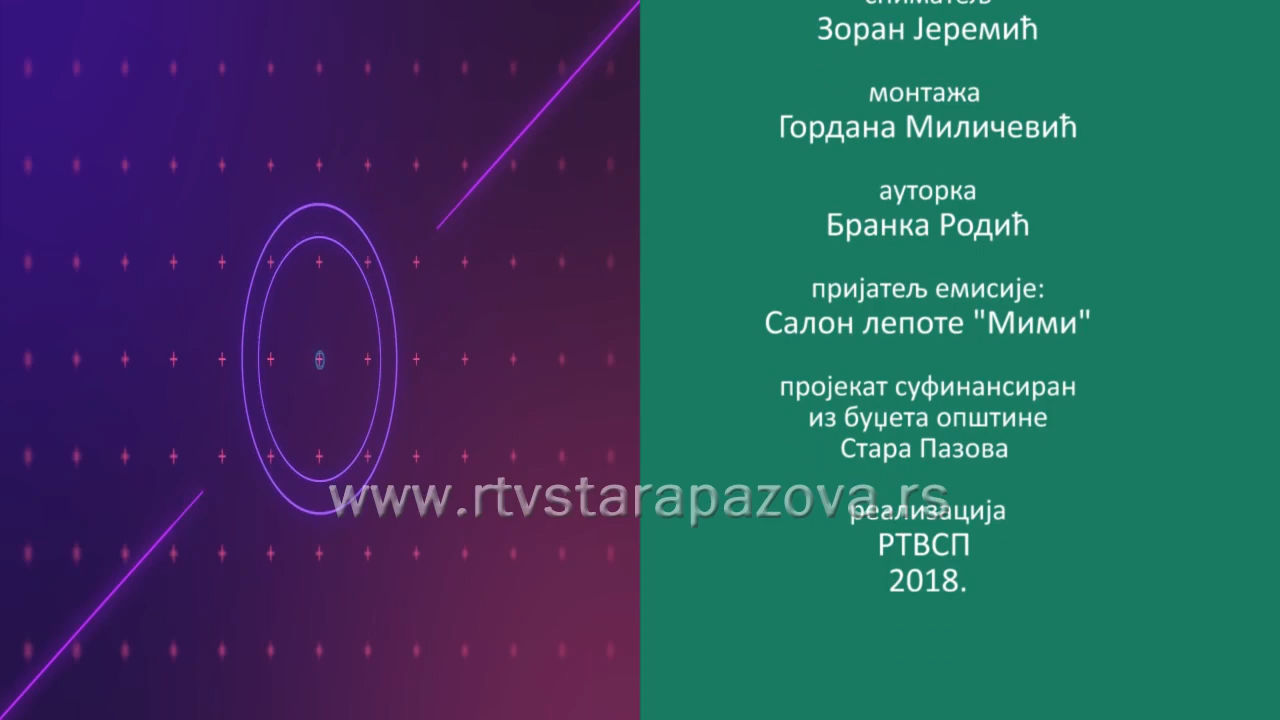 сниматељ
Зоран Јеремић
монтажа
Гордана Миличевић
ауторка
Бранка Родић
пријатељ емисије:
Салон лепоте "Мими"
пројекат суфинансиран
из буџета општине
Стара Пазова
www.rtvstarapazova.rs
реализација
РТВСП
2018.